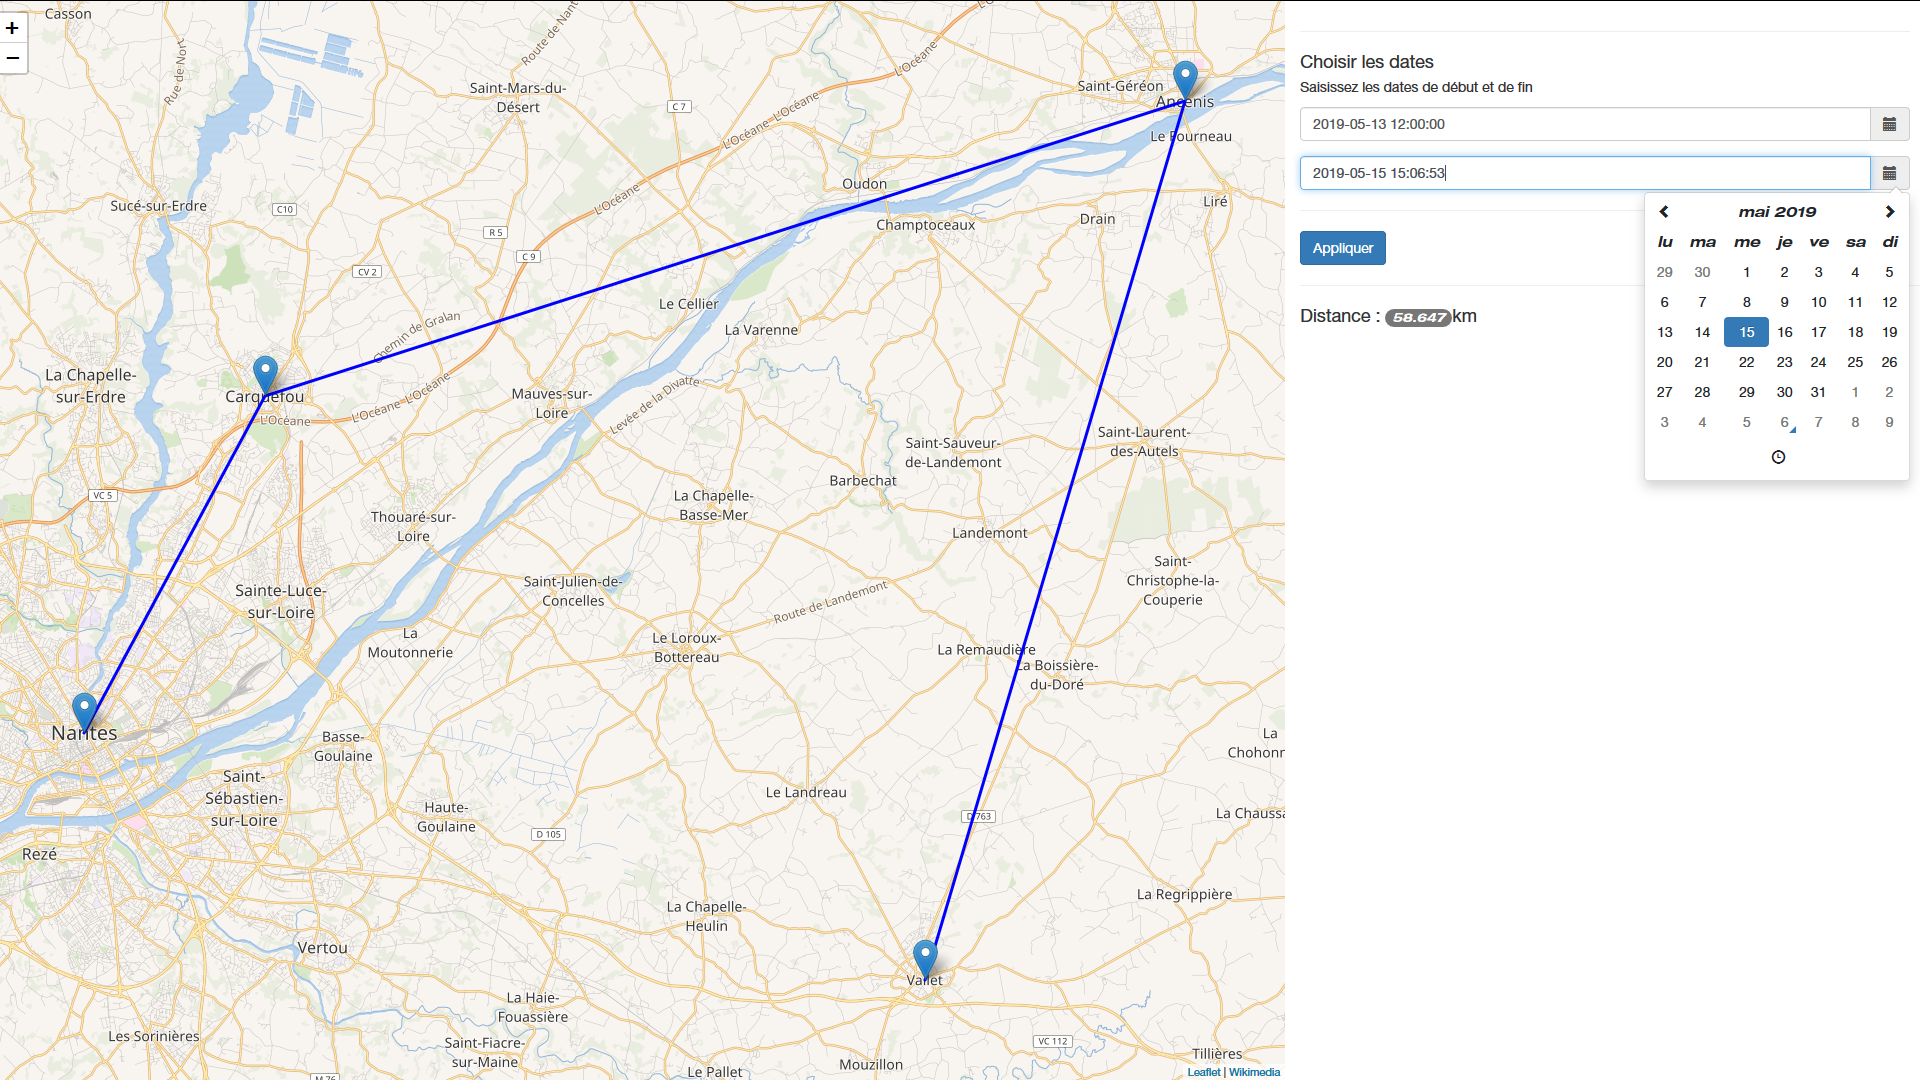 Casson
+
−
Rue de Nort
Route de Nant
L'Océane
Saint-Mars-du-
Désert
C 7
L'Océane
L'Océane
Saint-Géréon
Ancenis
Le Fourneau
Oudon
L'Océane
Sucé-sur-Erdre
C10
R 5
C 9
CV 2
Champtoceaux
Drain
Liré
Le Cellier
La Varenne
Chemin de Gralan
La Chapelle-
sur-Erdre
Carquefou
L'Océane
L'Océane
L'Océane
Mauves-sur-
Loire
Levée de la Divatte
Saint-Sauveur-
de-Landemont
Saint-Laurent-
des-Autels
Barbechat
VC 5
La Chapelle-
Basse-Mer
Thouaré-sur-
Loire
Landemont
Saint-
Christophe-la-
Couperie
Sainte-Luce-
sur-Loire
Saint-Julien-de-
Concelles
Route de Landemont
La
Moutonnerie
Le Loroux-
Bottereau
La Remaudière
La Boissière-
du-Doré
Nantes
Basse-
Goulaine
La
Chohonn
Saint-
Sébastien-
sur-Loire
Le Landreau
Haute-
Goulaine
D 105
D 763
La Chaussa
Rezé
La Regrippière
La Chapelle-
Heulin
Vertou
Vallet
La Haie-
Fouassière
Les Sorinières
Saint-Fiacre-
sur-Maine
VC 112
Mouzillon
Tillières
Le Pallet
M 76
Leaflet | Wikimedia
Choisir les dates
Saisissez les dates de début et de fin
2019-05-13 12:00:00
2019-05-15 15:06:53
mai 2019
lu ma me je ve sa di
29 30 1 2 3 4 5
6 7 8 9 10 11 12
13 14 15 16 17 18 19
20 21 22 23 24 25 26
27 28 29 30 31 1 2
3 4 5 6 7 8 9
Appliquer
Distance : 58.647km